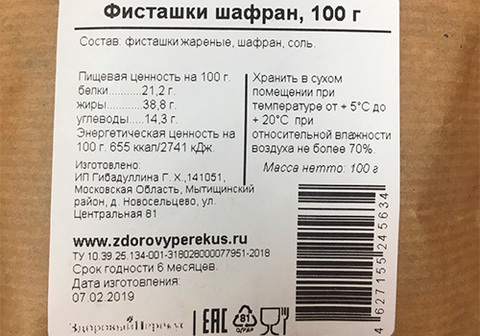 Фисташки шафран, 100 г
Состав: фисташки жареные, шафран, соль.
Пищевая ценность на 100 г.
белки..........21,2 г.
жиры..........38,8 г.
углеводы....14,3 г.
Энергетическая ценность на
100 г. 655 ккал/2741 кДж.
Изготовлено:
ИП Гибадуллина Г. Х.,141051,
Московская Область, Мытищинский
район, д. Новосельцево, ул.
Центральная 81
Хранить в сухом
помещении при
температуре от + 5°С до
+ 20°С при
относительной влажности
воздуха не более 70%.
Масса нетто: 100 г
www.zdorovyperekus.ru
ТУ 10.39.25.134-001-318028000077951-2018
Срок годности 6 месяцев.
Дата изготовления:
07.02.2019
Здоровый Перекус
EAC
81
C/PAP
4627155245634